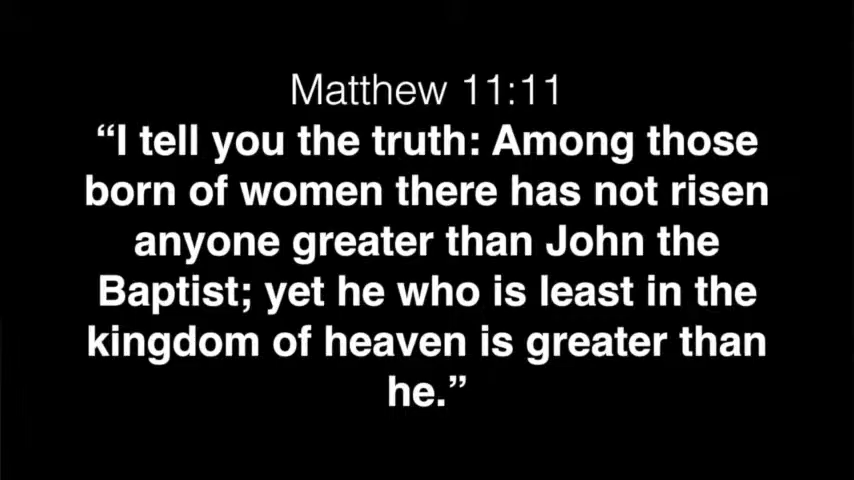 Matthew 11:11
“I tell you the truth: Among those
born of women there has not risen
anyone greater than John the
Baptist; yet he who is least in the
kingdom of heaven is greater than
he.”